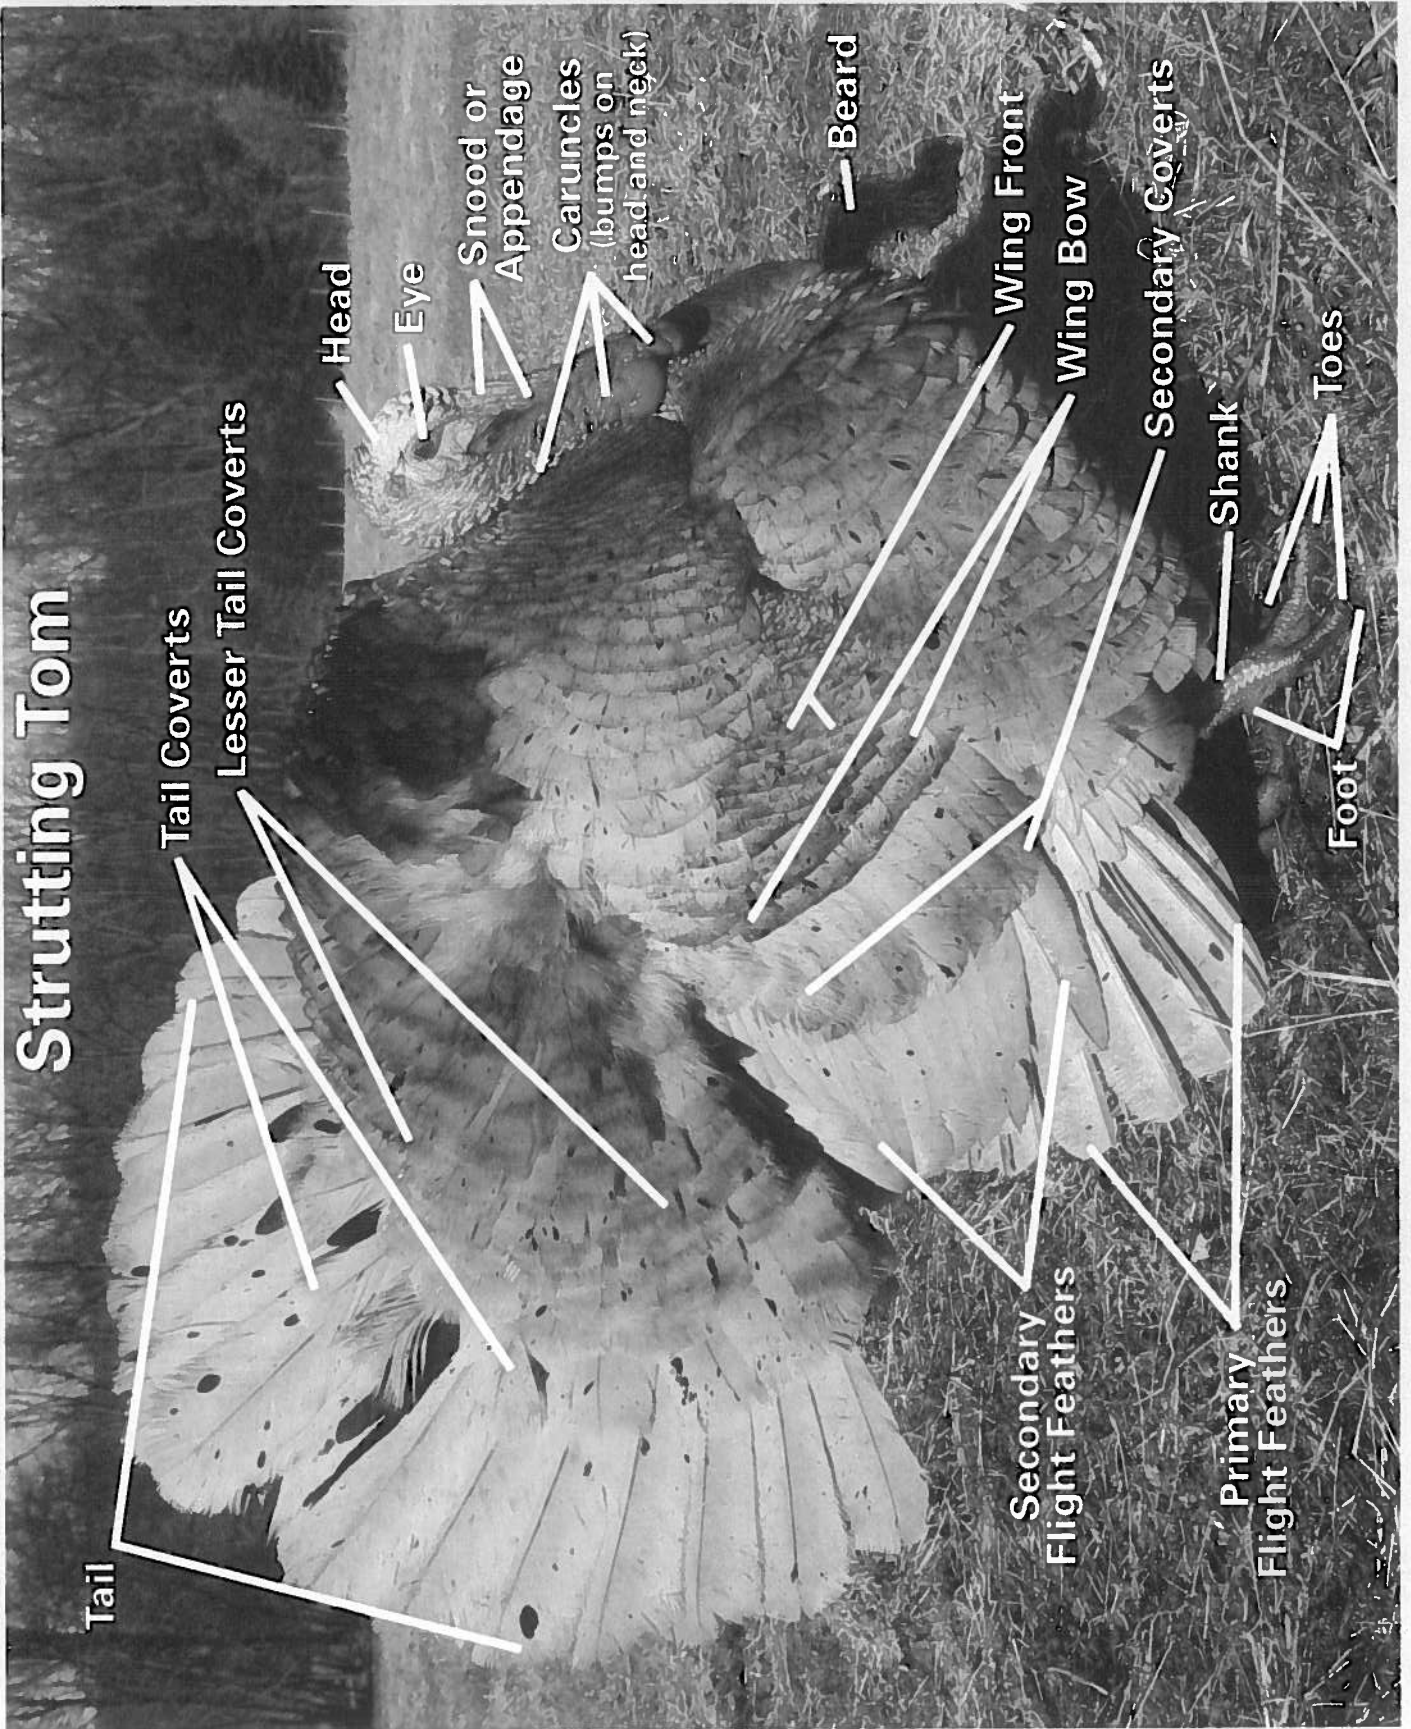 Strutting Tom
Tail
Tail Coverts
Lesser Tail Coverts
Head
Eye
Snood or
Appendage
Caruncles
(bumps on
head and neck)
Beard
Wing Front
Wing Bow
Secondary Coverts
Shank
Toes
Foot
Secondary
Flight Feathers
Primary
Flight Feathers